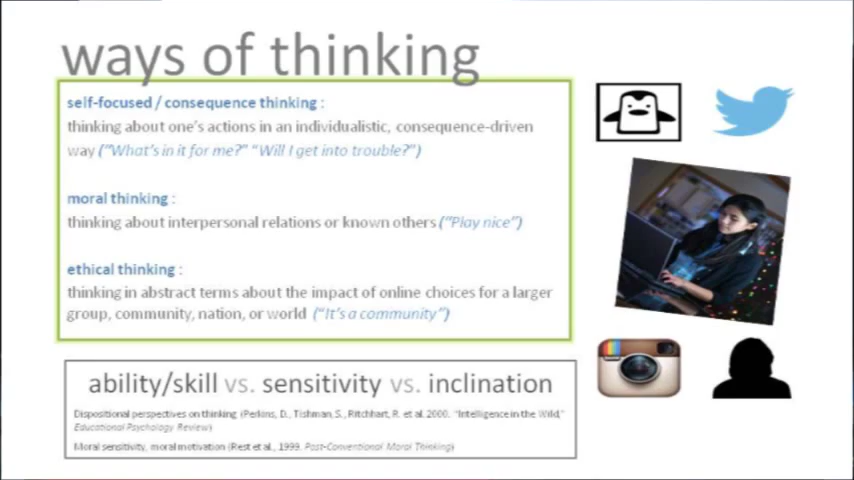 ways of thinking
self-focused / consequence thinking :
thinking about one's actions in an individualistic, consequence-driven
way ("What's in it for me?" "Will I get into trouble?")
moral thinking :
thinking about interpersonal relations or known others ("Play nice")
ethical thinking :
thinking in abstract terms about the impact of online choices for a larger
group, community, nation, or world ("It's a community")
ability/skill vs. sensitivity vs. inclination
Dispositional perspectives on thinking (Perkins, D., Tishman, S., Ritchhart, R. et al. 2000. "Intelligence in the Wild,"
Educational Psychology Review)
Moral sensitivity, moral motivation (Rest et al., 1999. Post-Conventional Moral Thinking)